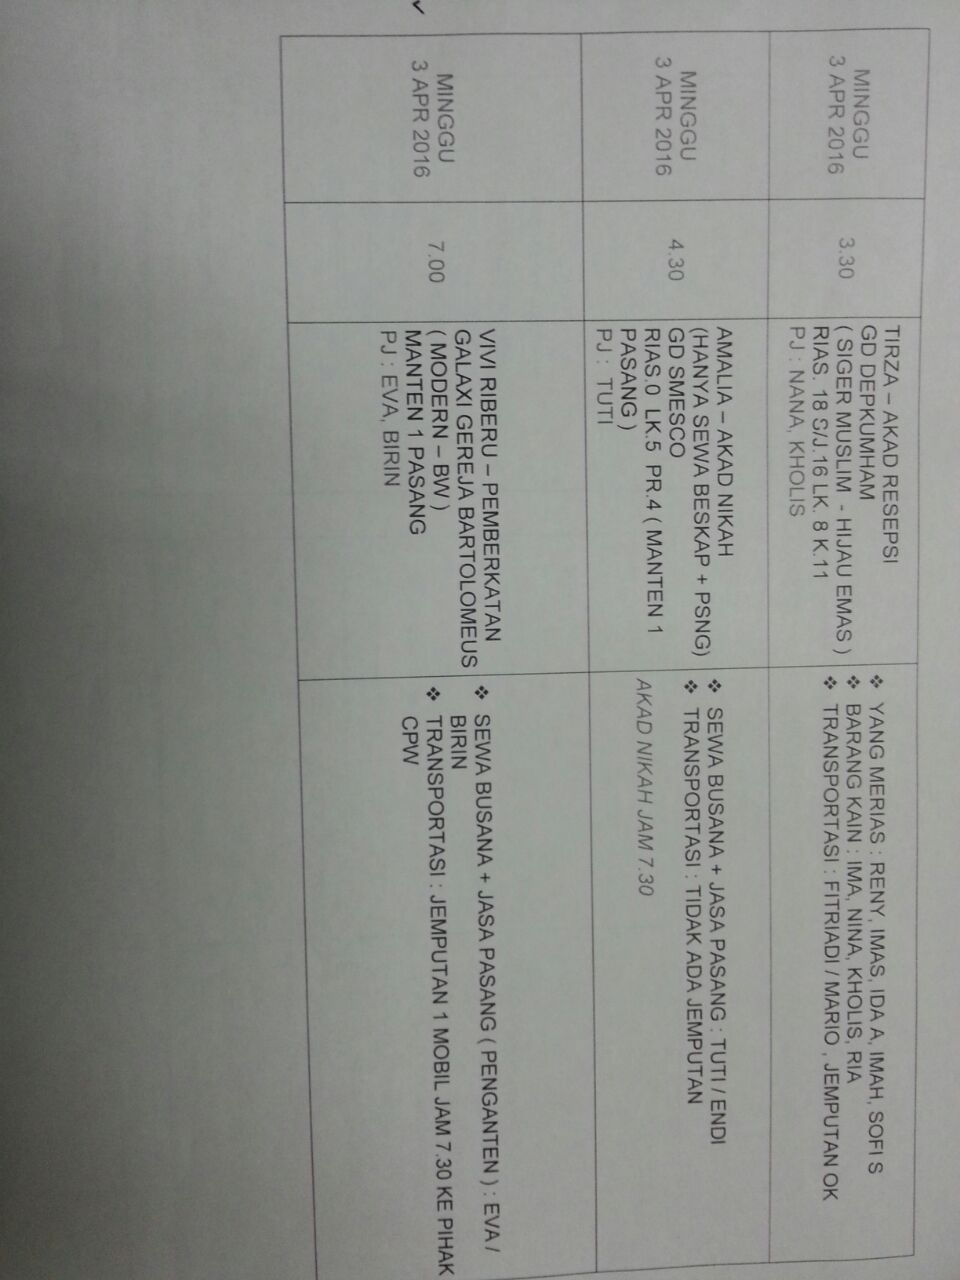 MINGGU
3 APR 2016
3.30
TIRZA – AKAD RESEPSI
GD DEPKUMHAM
( SIGER MUSLIM - HIJAU EMAS )
RIAS. 18 S/J.16 LK. 8 K.11
PJ : NANA, KHOLIS
❖ YANG MERIAS : RENY, IMAS, IDA A, IMAH, SOFI S
❖ BARANG KAIN : IMA, NINA, KHOLIS, RIA
❖ TRANSPORTASI : FITRIADI / MARIO , JEMPUTAN OK
MINGGU
3 APR 2016
4.30
AMALIA – AKAD NIKAH
(HANYA SEWA BESKAP + PSNG)
GD SMESCO
RIAS.0 LK.5 PR.4 ( MANTEN 1
PASANG )
PJ : TUTI
❖ SEWA BUSANA + JASA PASANG : TUTI / ENDI
❖ TRANSPORTASI : TIDAK ADA JEMPUTAN
AKAD NIKAH JAM 7.30
✓ MINGGU
3 APR 2016
7.00
VIVI RIBERU – PEMBERKATAN
GALAXI GEREJA BARTOLOMEUS
( MODERN – BW )
MANTEN 1 PASANG
PJ : EVA, BIRIN
❖ SEWA BUSANA + JASA PASANG ( PENGANTEN ) : EVA /
BIRIN
❖ TRANSPORTASI : JEMPUTAN 1 MOBIL JAM 7.30 KE PIHAK
CPW